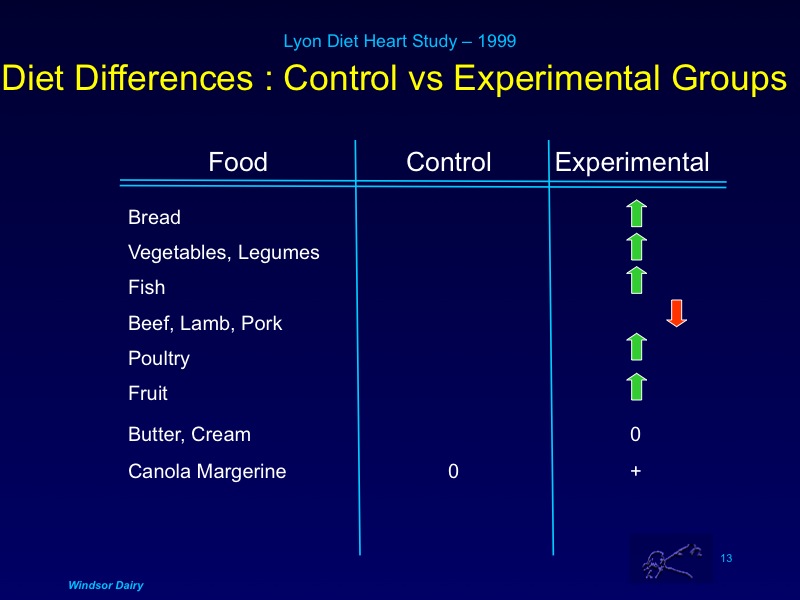 Lyon Diet Heart Study – 1999
Diet Differences : Control vs Experimental Groups
Food Control Experimental
Bread
Vegetables, Legumes
Fish
Beef, Lamb, Pork
Poultry
Fruit
Butter, Cream 0
Canola Margerine 0 +
13
Windsor Dairy